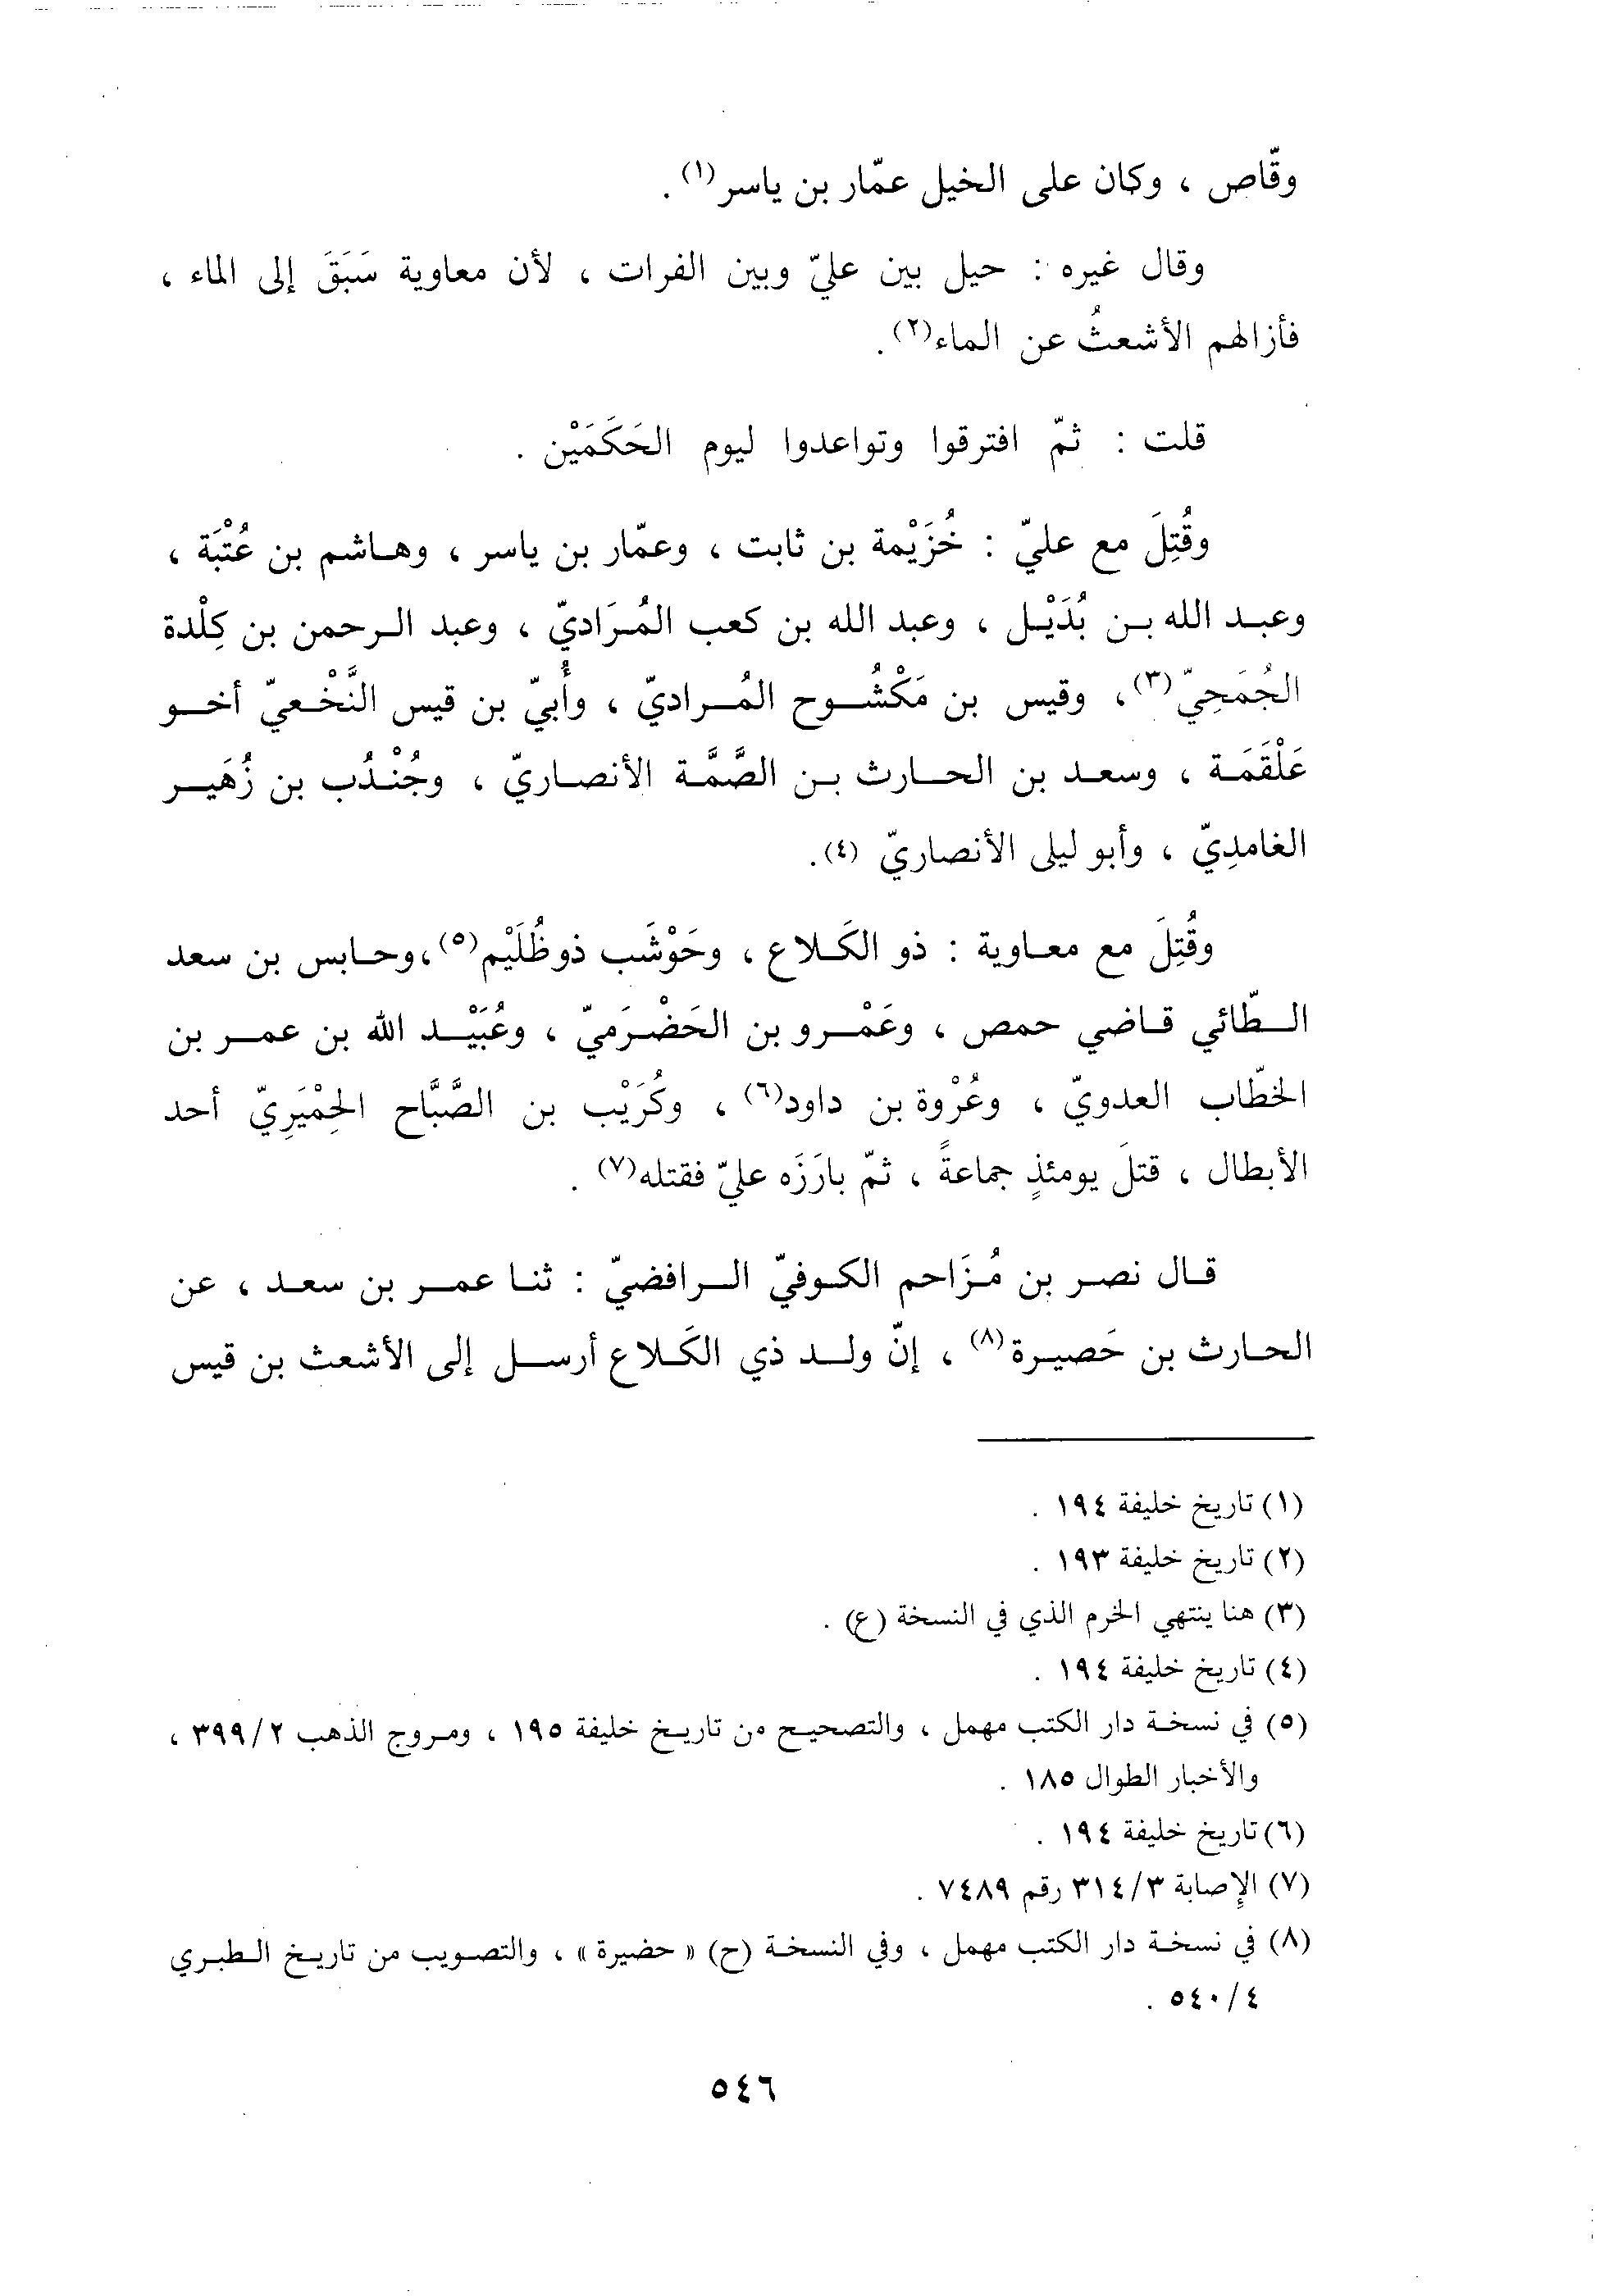 وقّاص ، وكان على الخيل عمّار بن ياسر(١) .
وقال غيره : حيل بين عليّ وبين الفرات ، لأن معاوية سَبَقَ إلى الماء ،
فأزالهم الأشعثُ عن الماء(٢) .
قلت : ثمّ افترقوا وتواعدوا ليوم الحَكَمَيْن .
وقُتِلَ مع عليّ : خُزَيْمة بن ثابت ، وعمّار بن ياسر ، وهاشم بن عُتْبَة ،
وعبد الله بن بُدَيْل ، وعبد الله بن كعب المُرَاديّ ، وعبد الرحمن بن كِلْدة
الجُمَحِيّ(٣) ، وقيس بن مَكْشُوح المُراديّ ، وأُبيّ بن قيس النَّخْعيّ أخو
عَلْقَمَة ، وسعد بن الحارث بن الصَّمَّة الأنصاريّ ، وجُنْدُب بن زُهَير
الغامدِيّ ، وأبو ليلى الأنصاريّ (٤) .
وقُتِلَ مع معاوية : ذو الكَلاع ، وحَوْشَب ذو ظُلَيْم(٥) ، وحابس بن سعد
الطّائي قاضي حمص ، وعَمْرو بن الحَضْرَميّ ، وعُبَيْد الله بن عمر بن
الخطّاب العدويّ ، وعُرْوة بن داود(٦) ، وكُرَيْب بن الصَّبَّاح الحِمْيَرِيّ أحد
الأبطال ، قتلَ يومئذٍ جماعةً ، ثمّ بارَزَه عليّ فقتله(٧) .
قال نصر بن مُزَاحم الكوفيّ الرافضيّ : ثنا عمر بن سعد ، عن
الحارث بن حَصيرة(٨) ، إنّ ولد ذي الكَلاع أرسل إلى الأشعث بن قيس
(١) تاريخ خليفة ١٩٤ .
(٢) تاريخ خليفة ١٩٣ .
(٣) هنا ينتهي الخرم الذي في النسخة (ع) .
(٤) تاريخ خليفة ١٩٤ .
(٥) في نسخة دار الكتب مهمل ، والتصحيح من تاريخ خليفة ١٩٥ ، ومروج الذهب ٣٩٩/٢ ،
والأخبار الطوال ١٨٥ .
(٦) تاريخ خليفة ١٩٤ .
(٧) الإصابة ٣١٤/٣ رقم ٧٤٨٩ .
(٨) في نسخة دار الكتب مهمل ، وفي النسخة (ح) « حضيرة » ، والتصويب من تاريخ الطبري
٥٤٠/٤ .
٥٤٦